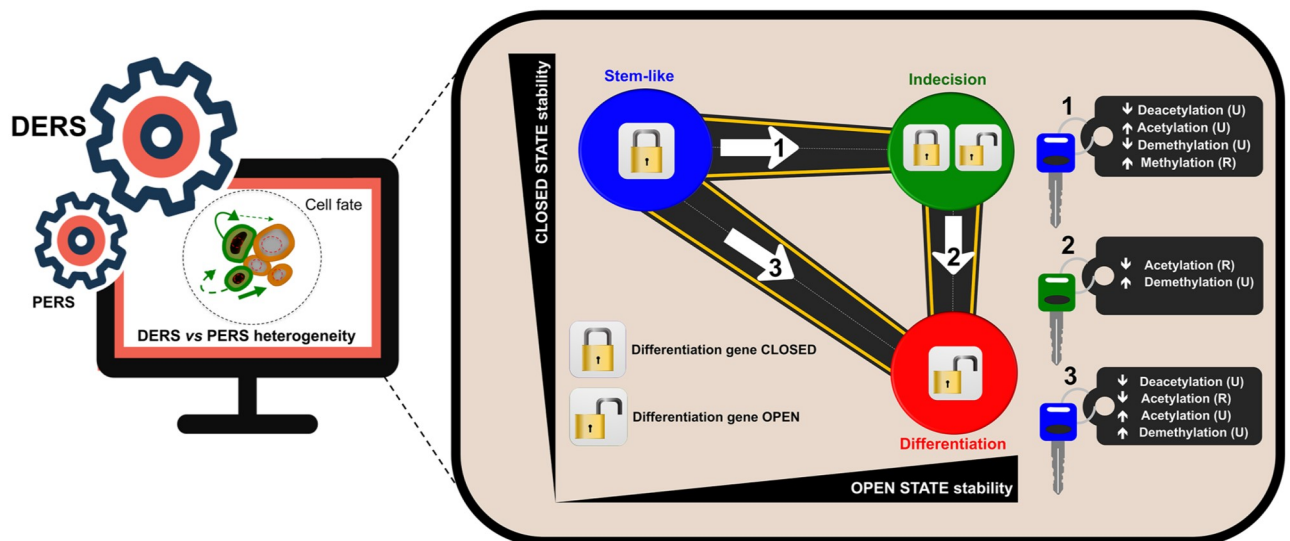 DERS
PERS
Cell fate
DERS vs PERS heterogeneity
CLOSED STATE stability
Stem-like
Indecision
1
2
3
Differentiation gene CLOSED
Differentiation gene OPEN
Differentiation
OPEN STATE stability
1
↓ Deacetylation (U)
↑ Acetylation (U)
↓ Demethylation (U)
↑ Methylation (R)
2
↓ Acetylation (R)
↑ Demethylation (U)
3
↓ Deacetylation (U)
↓ Acetylation (R)
↑ Acetylation (U)
↑ Demethylation (U)